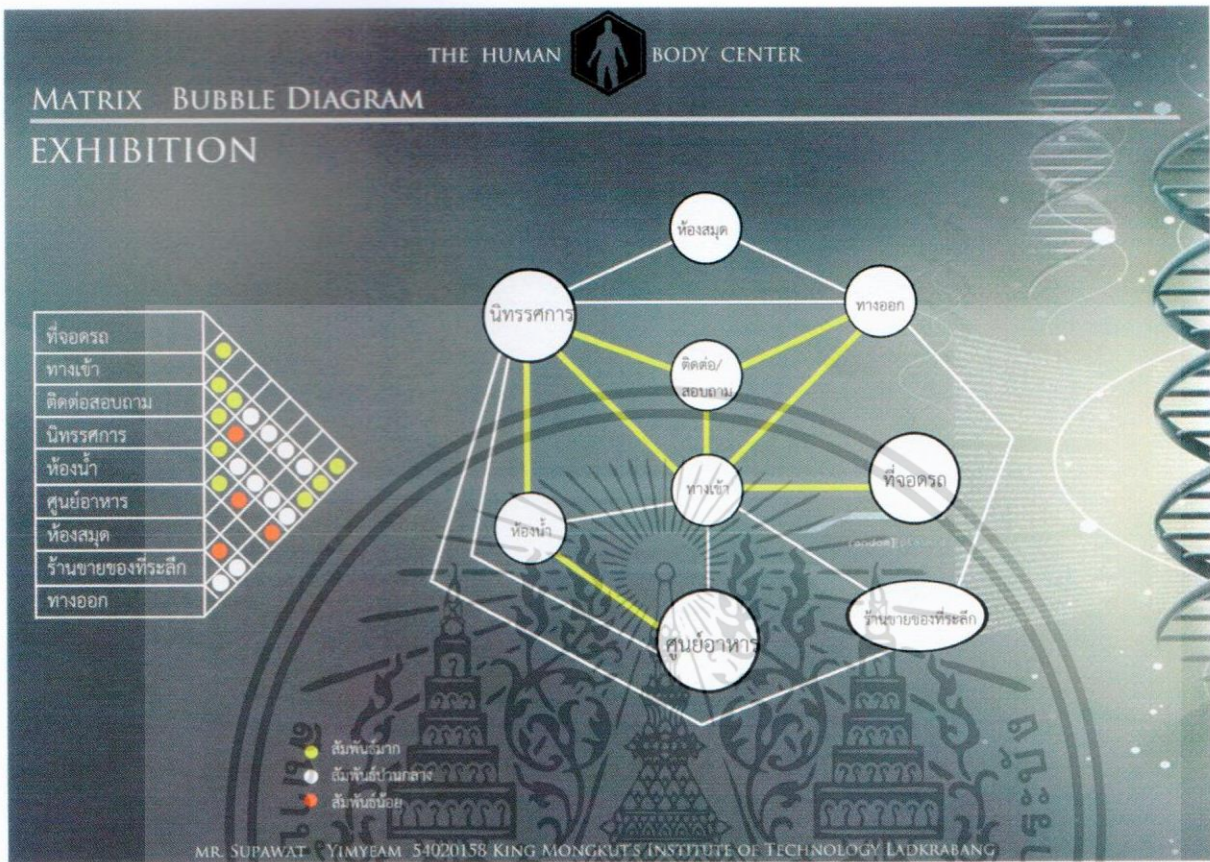 THE HUMAN BODY CENTER
MATRIX BUBBLE DIAGRAM
EXHIBITION
ที่จอดรถ
ทางเข้า
ติดต่อสอบถาม
นิทรรศการ
ห้องน้ำ
ศูนย์อาหาร
ห้องสมุด
ร้านขายของที่ระลึก
ทางออก
ห้องสมุด
นิทรรศการ
ทางออก
ติดต่อ/
สอบถาม
ทางเข้า
ที่จอดรถ
ห้องน้ำ
ร้านขายของที่ระลึก
ศูนย์อาหาร
สัมพันธ์มาก
สัมพันธ์ปานกลาง
สัมพันธ์น้อย
MR. SUPAWAT YIMYEAM 54020158 KING MONGKUT'S INSTITUTE OF TECHNOLOGY LADKRABANG